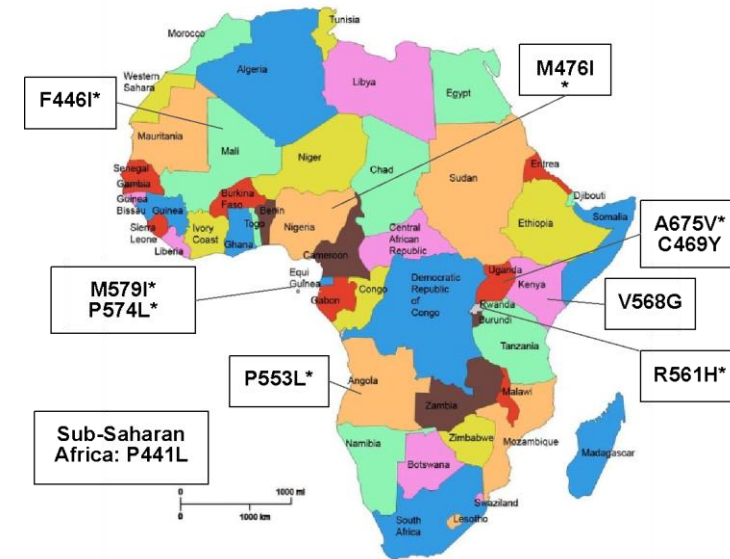 Tunisia
Morocco
Algeria
Western
Sahara
Libya
Egypt
M476I
*
F446I*
Mauritania
Mali
Niger
Chad
Sudan
Eritrea
Djibouti
Senegal
Gambia
Guinea
Bissau
Guinea
Burkina
Faso
Benin
Togo
Nigeria
Sierra
Leone
Liberia
Ivory
Coast
Ghana
Cameroon
Central
African
Republic
Ethiopia
Somalia
A675V*
C469Y
M579I*
P574L*
Equi
Guinea
Gabon
Congo
Democratic
Republic
of
Congo
Uganda
Kenya
Rwanda
Burundi
V568G
Tanzania
R561H*
P553L*
Angola
Zambia
Malawi
Mozambique
Sub-Saharan
Africa: P441L
Namibia
Zimbabwe
Botswana
Madagascar
Swaziland
South
Africa
Lesotho
0 1000 mi
0 1000 km